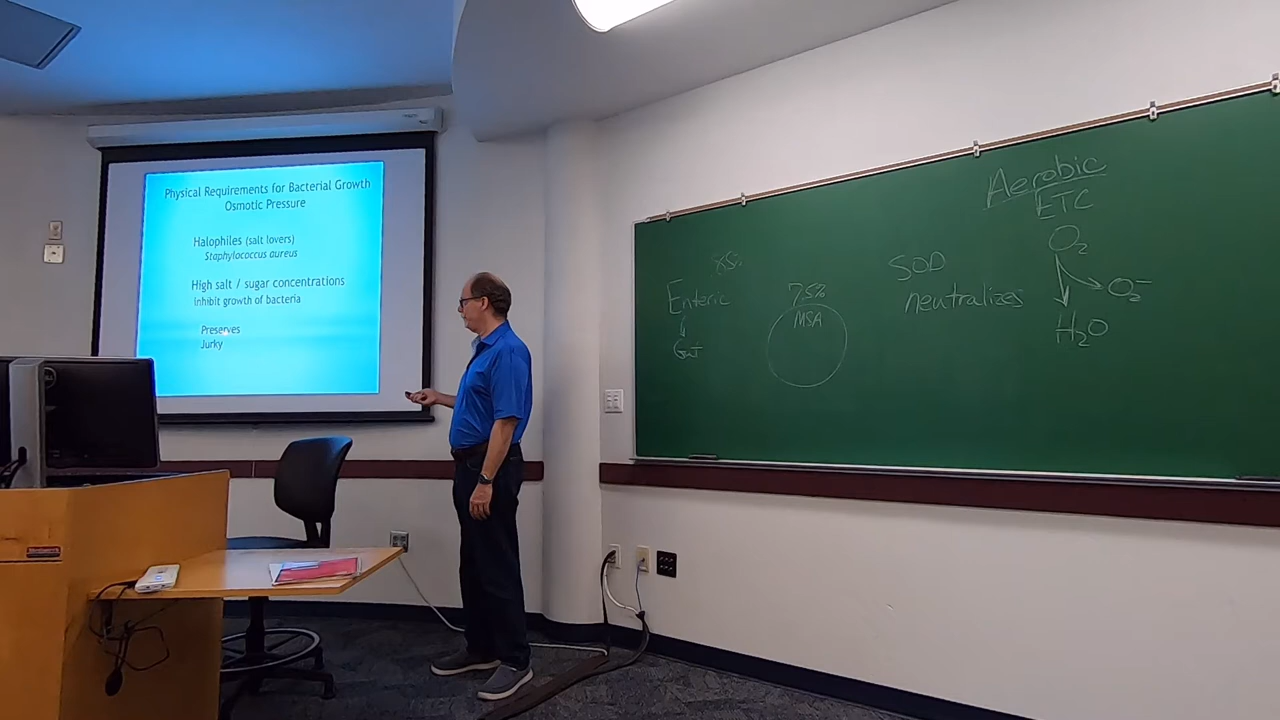 Physical Requirements for Bacterial Growth
Osmotic Pressure
Halophiles (salt lovers)
Staphylococcus aureus
High salt / sugar concentrations
inhibit growth of bacteria
Preserves
Jurky
DELL
Enteric
Gut
7.5%
MSA
SOD
neutralizes
Aerobic
ETC
O₂
O₂⁻
H₂O